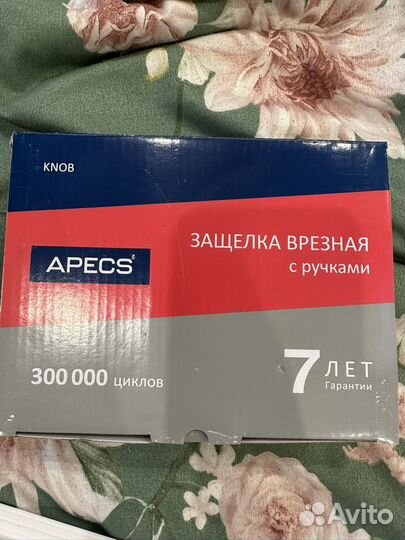 KNOB
ЗАЩЕЛКА ВРЕЗНАЯ
с ручками
APECS
300 000 циклов
7 ЛЕТ
Гарантии
Avito